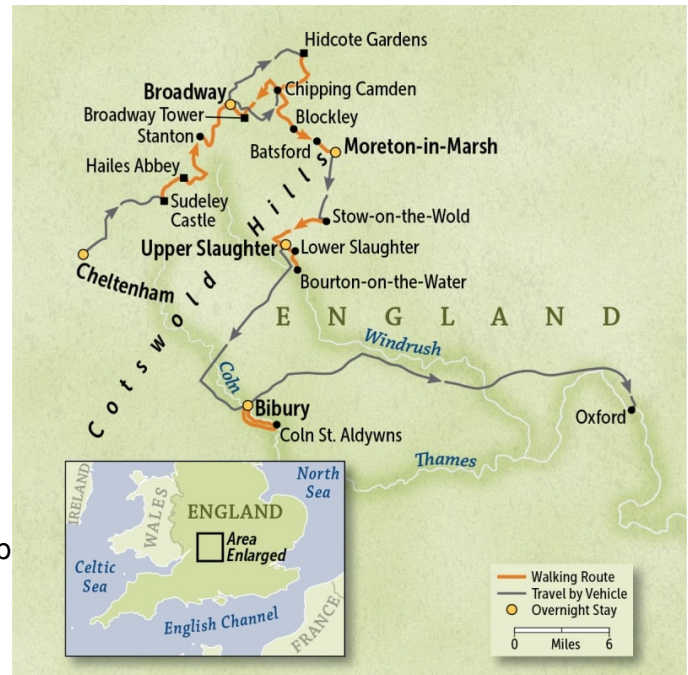 Hidcote Gardens
Broadway
Chipping Camden
Broadway Tower
Blockley
Stanton
Batsford
Moreton-in-Marsh
Hailes Abbey
Sudeley
Castle
Stow-on-the-Wold
Upper Slaughter
Lower Slaughter
Cheltenham
Bourton-on-the-Water
Cotswold Hills
ENGLAND
Windrush
Coln
Bibury
Coln St. Aldywns
Oxford
Thames
IRELAND
WALES
ENGLAND
North
Sea
Area
Enlarged
Celtic
Sea
English Channel
FRANCE
Walking Route
Travel by Vehicle
Overnight Stay
0 Miles 6